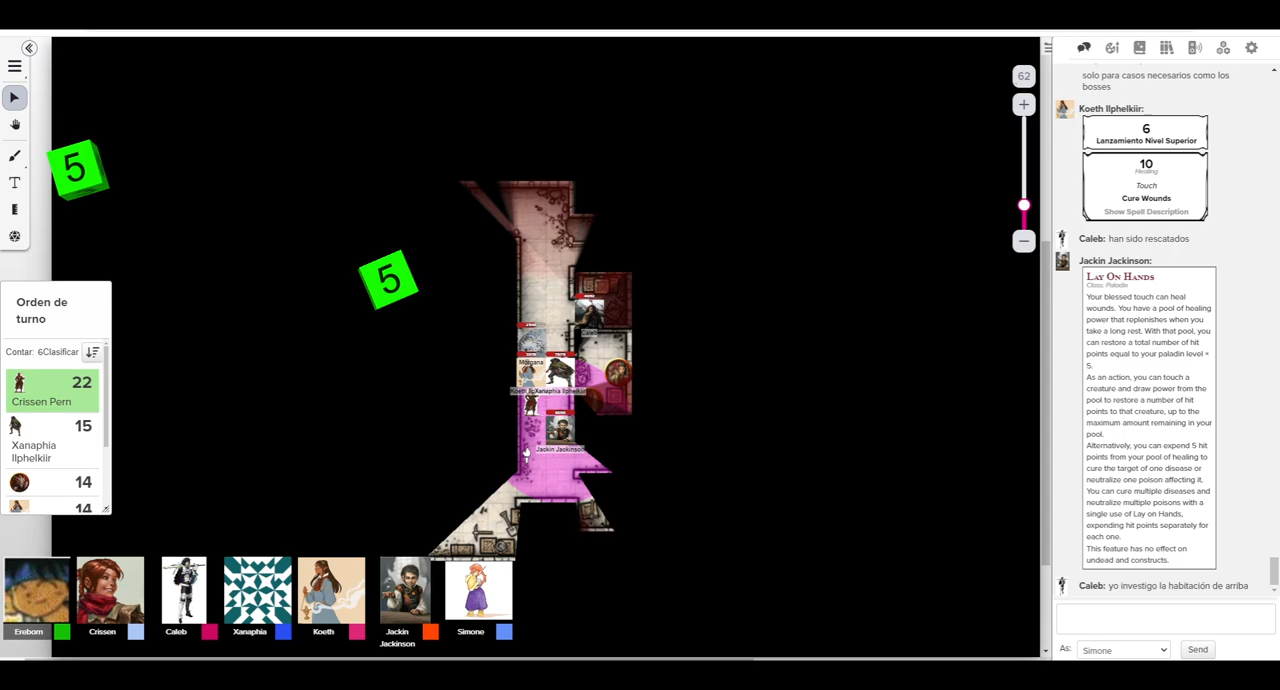 62
5
5
Orden de
turno
Contar: 6Clasificar
22
Crissen Pern
15
Xanaphia
Ilphelkiir
14
14
Morgana
Jackin Jackinson
Ereborn
Crissen
Caleb
Xanaphia
Koeth
Jackin
Jackinson
Simone
solo para casos necesarios como los
bosses
Koeth Ilphelkiir:
6
Lanzamiento Nivel Superior
10
Healing
Touch
Cure Wounds
Show Spell Description
Caleb: han sido rescatados
Jackin Jackinson:
Lay On Hands
Class: Paladin
Your blessed touch can heal
wounds. You have a pool of healing
power that replenishes when you
take a long rest. With that pool, you
can restore a total number of hit
points equal to your paladin level ×
5.
As an action, you can touch a
creature and draw power from the
pool to restore a number of hit
points to that creature, up to the
maximum amount remaining in your
pool.
Alternatively, you can expend 5 hit
points from your pool of healing to
cure the target of one disease or
neutralize one poison affecting it.
You can cure multiple diseases and
neutralize multiple poisons with a
single use of Lay on Hands,
expending hit points separately for
each one.
This feature has no effect on
undead and constructs.
Caleb: yo investigo la habitación de arriba
As:
Simone
Send